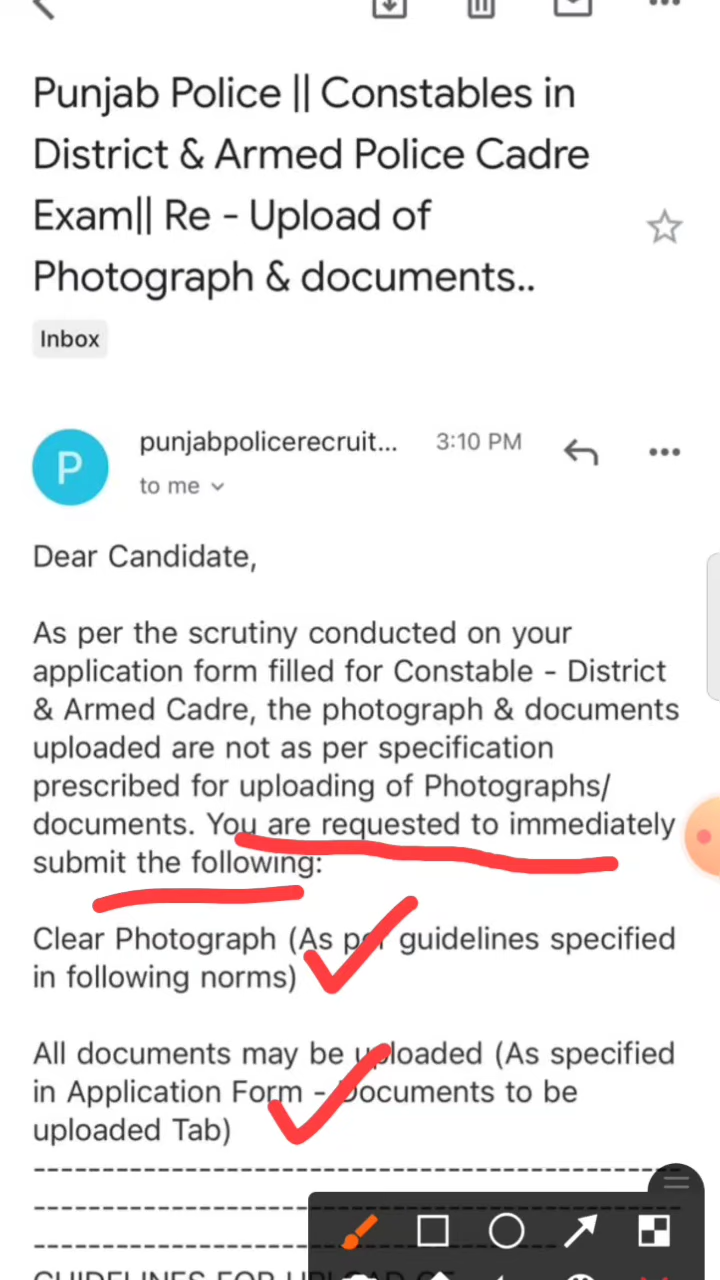 Punjab Police || Constables in
District & Armed Police Cadre
Exam|| Re - Upload of
Photograph & documents..
Inbox
P
punjabpolicerecruit... 3:10 PM
to me
Dear Candidate,
As per the scrutiny conducted on your
application form filled for Constable - District
& Armed Cadre, the photograph & documents
uploaded are not as per specification
prescribed for uploading of Photographs/
documents. You are requested to immediately
submit the following:
Clear Photograph (As per guidelines specified
in following norms)
All documents may be uploaded (As specified
in Application Form - Documents to be
uploaded Tab)
GUIDELINES FOR UPLOAD OF